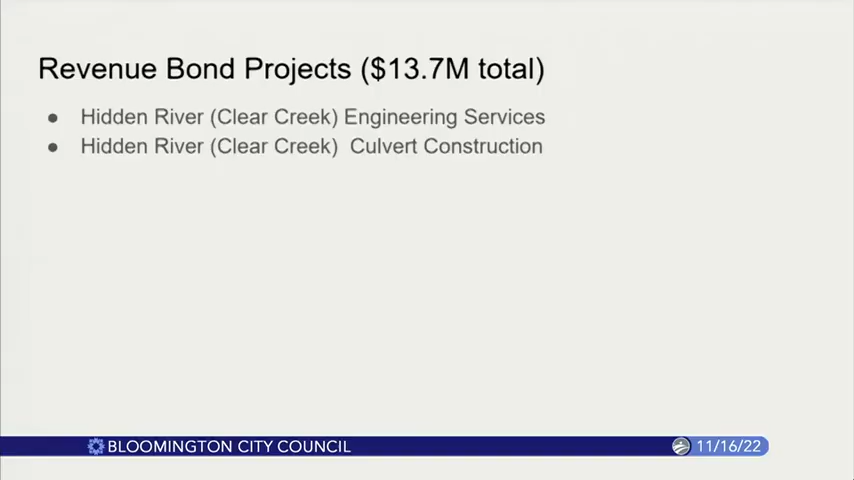 Revenue Bond Projects ($13.7M total)
● Hidden River (Clear Creek) Engineering Services
● Hidden River (Clear Creek) Culvert Construction
BLOOMINGTON CITY COUNCIL
11/16/22